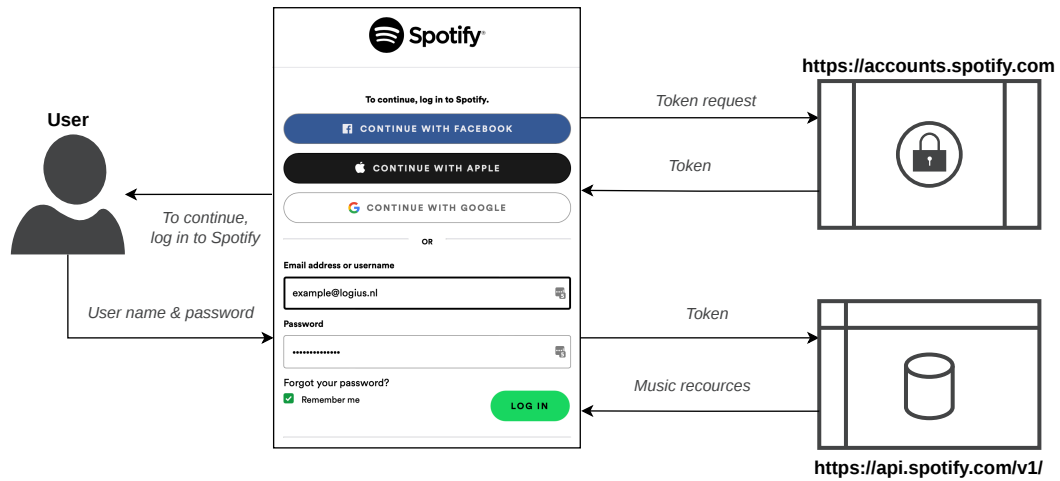 Spotify®
https://accounts.spotify.com
To continue, log in to Spotify.
Token request
User
CONTINUE WITH FACEBOOK
Token
CONTINUE WITH APPLE
CONTINUE WITH GOOGLE
To continue,
log in to Spotify
OR
Email address or username
example@logius.nl
User name & password
Token
Password
••••••••••••••
Forgot your password?
Music recources
Remember me
LOG IN
https://api.spotify.com/v1/